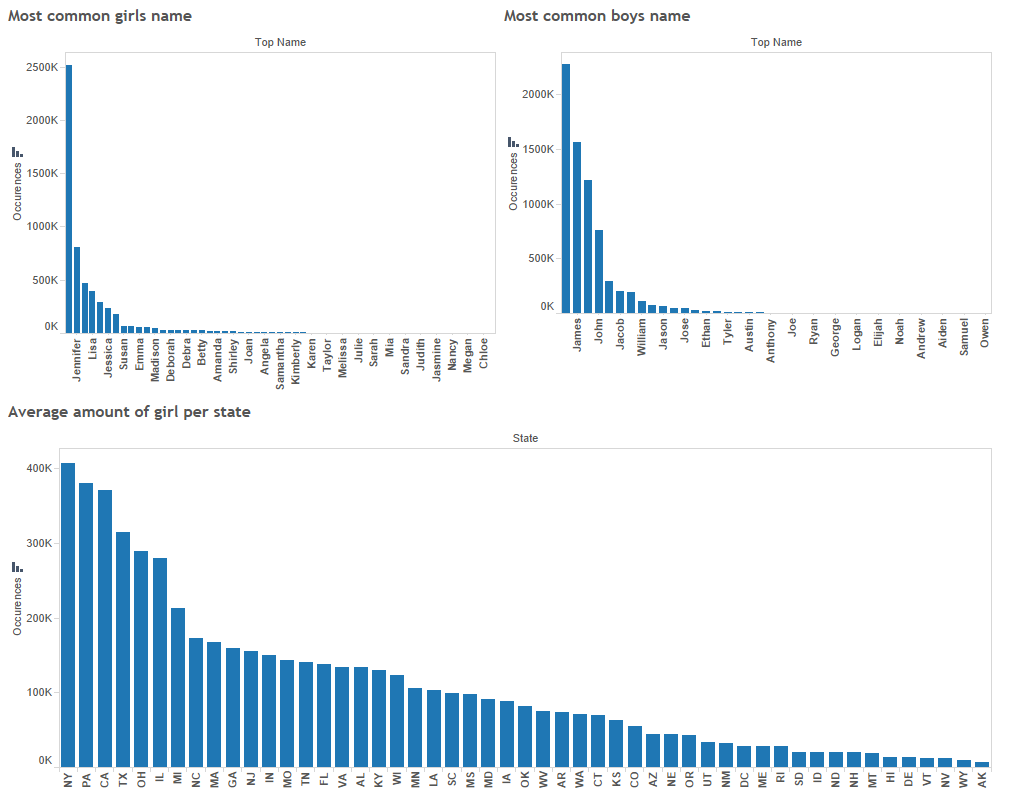 Most common girls name
Top Name
2500K
2000K
1500K
1000K
500K
0K
Occurences
Jennifer
Lisa
Jessica
Susan
Emma
Madison
Deborah
Debra
Betty
Amanda
Shirley
Joan
Angela
Samantha
Kimberly
Karen
Taylor
Melissa
Julie
Sarah
Mia
Sandra
Judith
Jasmine
Nancy
Megan
Chloe
Most common boys name
Top Name
2000K
1500K
1000K
500K
0K
Occurences
James
John
Jacob
William
Jason
Jose
Ethan
Tyler
Austin
Anthony
Joe
Ryan
George
Logan
Elijah
Noah
Andrew
Aiden
Samuel
Owen
Average amount of girl per state
State
400K
300K
200K
100K
0K
Occurences
NY
PA
CA
TX
OH
IL
MI
NC
MA
GA
NJ
IN
MO
TN
FL
VA
AL
KY
WI
MN
LA
SC
MS
MD
IA
OK
WV
AR
WA
CT
KS
CO
AZ
NE
OR
UT
NM
DC
ME
RI
SD
ID
ND
NH
MT
HI
DE
VT
NV
WY
AK